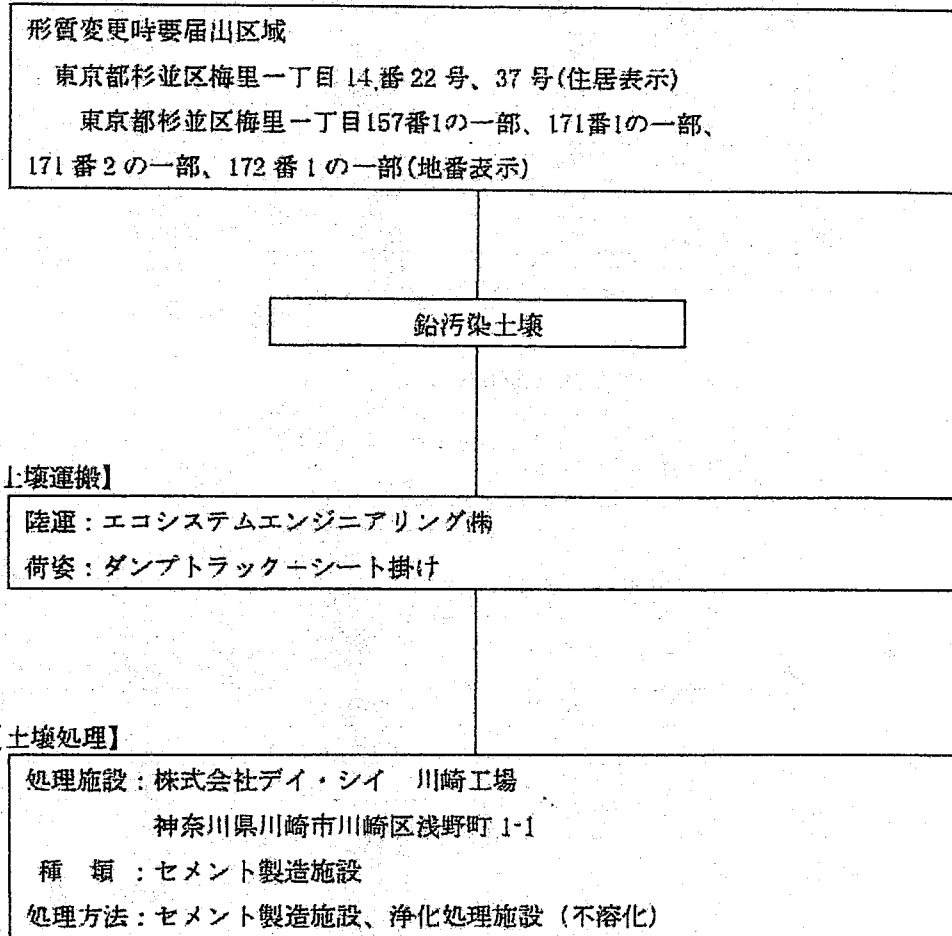 形質変更時要届出区域
東京都杉並区梅里一丁目14番22号、37号(住居表示)
東京都杉並区梅里一丁目157番1の一部、171番1の一部、
171番2の一部、172番1の一部(地番表示)
鉛汚染土壌
土壌運搬】
陸運：エコシステムエンジニアリング㈱
荷姿：ダンプトラック＋シート掛け
【土壌処理】
処理施設：株式会社デイ・シイ 川崎工場
神奈川県川崎市川崎区浅野町1-1
種 類：セメント製造施設
処理方法：セメント製造施設、浄化処理施設（不溶化）